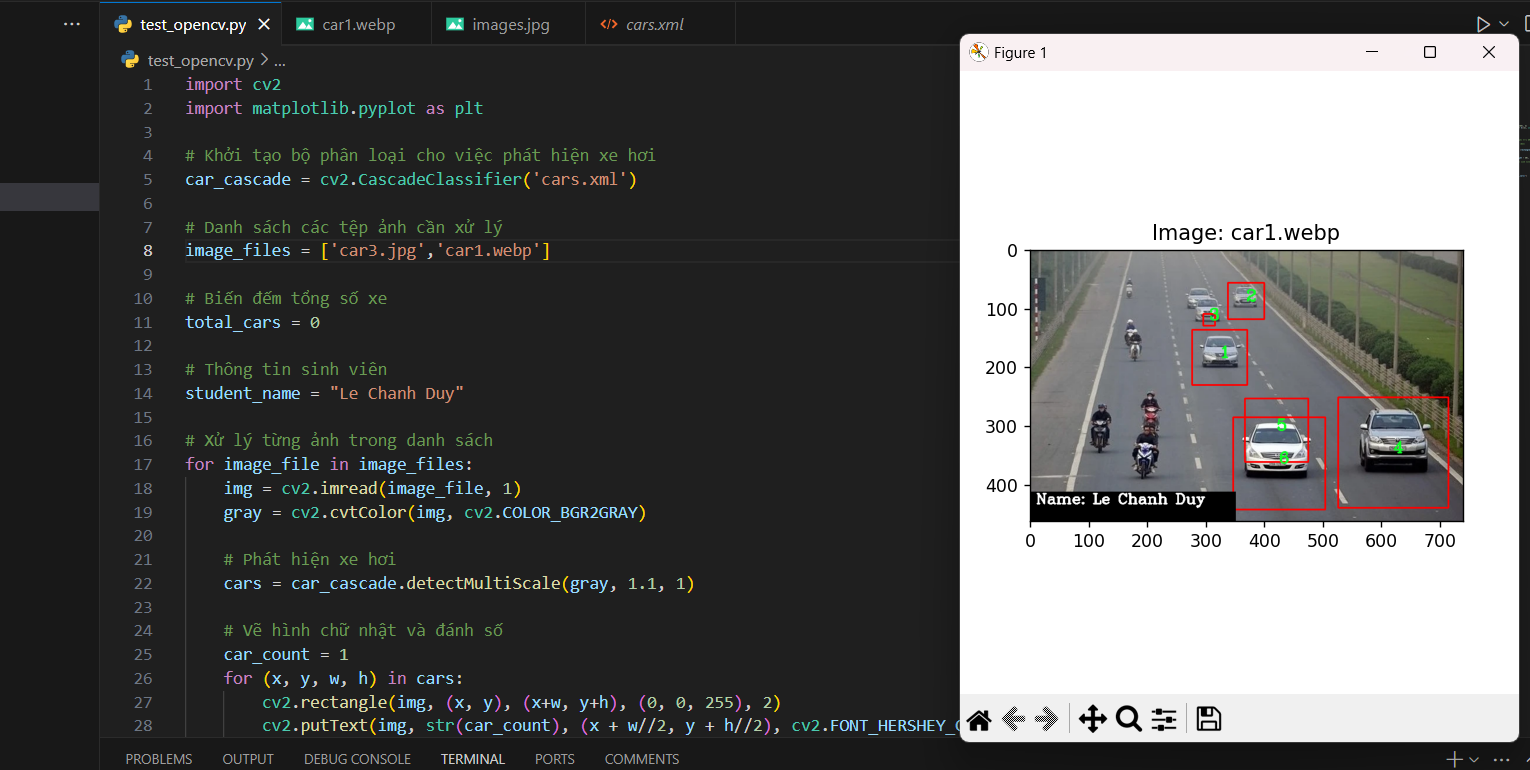 test_opencv.py
car1.webp
images.jpg
cars.xml
test_opencv.py > ...
1 import cv2
2 import matplotlib.pyplot as plt
3
4 # Khởi tạo bộ phân loại cho việc phát hiện xe hơi
5 car_cascade = cv2.CascadeClassifier('cars.xml')
6
7 # Danh sách các tệp ảnh cần xử lý
8 image_files = ['car3.jpg','car1.webp']
9
10 # Biến đếm tổng số xe
11 total_cars = 0
12
13 # Thông tin sinh viên
14 student_name = "Le Chanh Duy"
15
16 # Xử lý từng ảnh trong danh sách
17 for image_file in image_files:
18 img = cv2.imread(image_file, 1)
19 gray = cv2.cvtColor(img, cv2.COLOR_BGR2GRAY)
20
21 # Phát hiện xe hơi
22 cars = car_cascade.detectMultiScale(gray, 1.1, 1)
23
24 # Vẽ hình chữ nhật và đánh số
25 car_count = 1
26 for (x, y, w, h) in cars:
27 cv2.rectangle(img, (x, y), (x+w, y+h), (0, 0, 255), 2)
28 cv2.putText(img, str(car_count), (x + w//2, y + h//2), cv2.FONT_HERSHEY_
PROBLEMS OUTPUT DEBUG CONSOLE TERMINAL PORTS COMMENTS
Figure 1
Image: car1.webp
0
100
200
300
400
1
4
Name: Le Chanh Duy
0 100 200 300 400 500 600 700